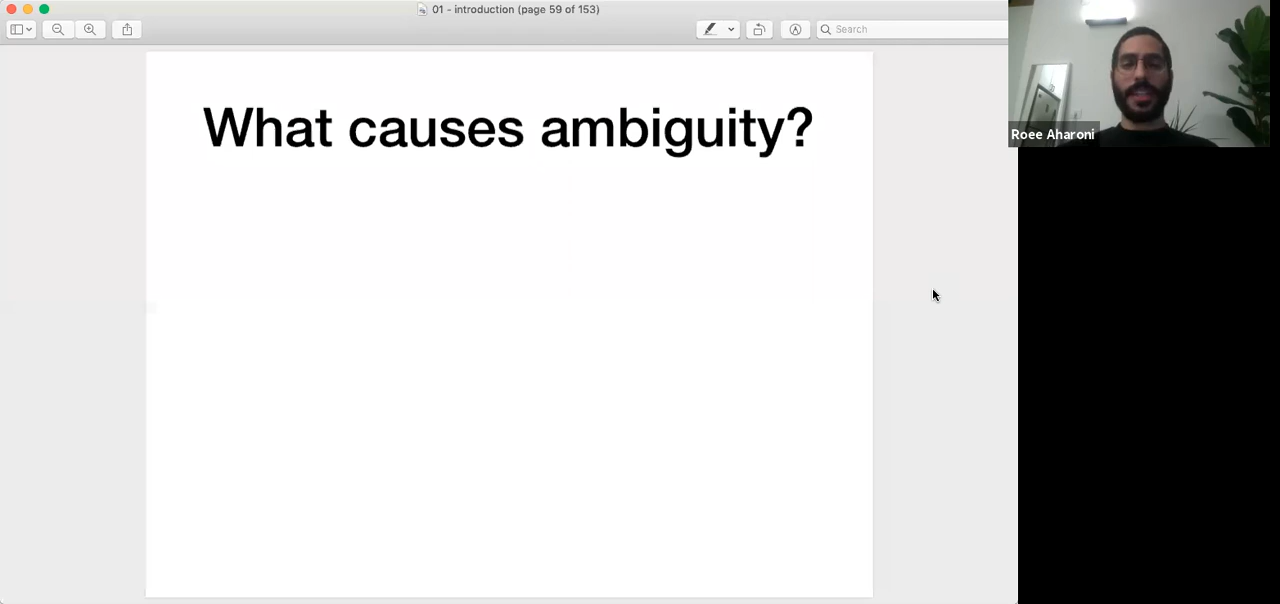 01 - introduction (page 59 of 153)
Search
What causes ambiguity?
Roee Aharoni